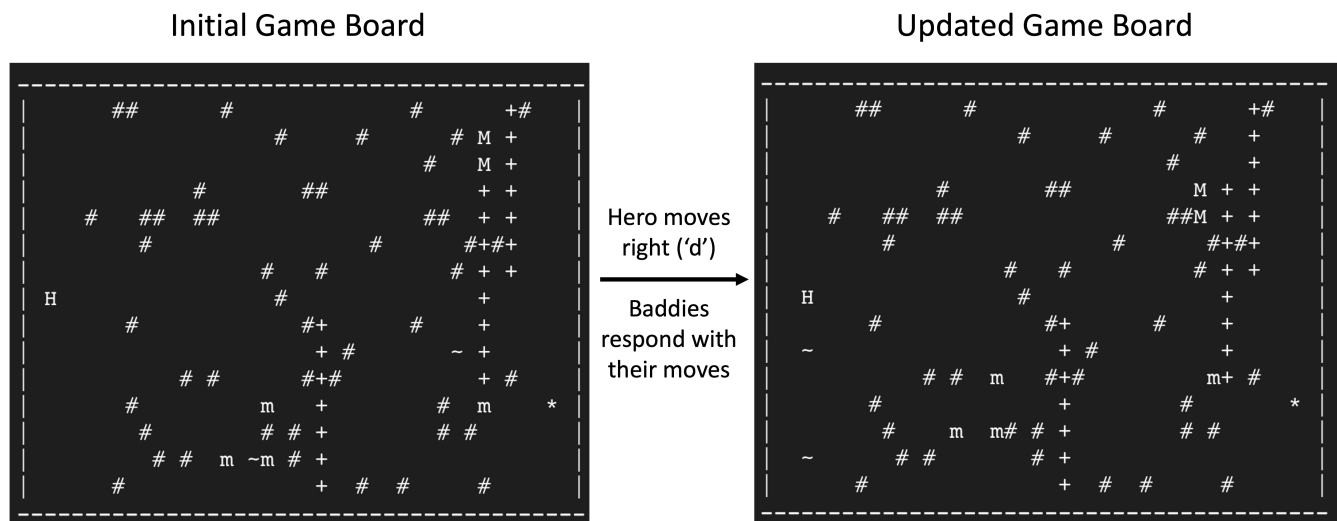 Initial Game Board
------------------------------------------
|      ##      #             #      +#   |
|                  #     #      # M +    |
|                             #   M +    |
|            #       ##           + +    |
|    #   ##  ##               ##  + +    |
|        #               #      #+#+     |
|                 #   #         # + +    |
| H                #              +      |
|       #            #+      #    +      |
|                     + #       ~ +      |
|           # #      #+#          + #    |
|       #         m   +        #  m    * |
|        #        # # +        # #       |
|         # #  m ~m # +                  |
|      #              +  #  #     #      |
------------------------------------------
Hero moves
right (‘d’)
Baddies
respond with
their moves
Updated Game Board
------------------------------------------
|      ##      #             #      +#   |
|                  #     #      #   +    |
|                             #     +    |
|            #       ##         M + +    |
|    #   ##  ##               ##M + +    |
|        #                #      #+#+    |
|                 #   #         # + +    |
|  H               #              +      |
|       #            #+      #    +      |
|  ~                  + #         +      |
|           # #  m   #+#         m+ #    |
|       #             +        #       * |
|        #    m  m# # +        # #       |
|  ~      # #       # +                  |
|      #              +  #  #     #      |
------------------------------------------